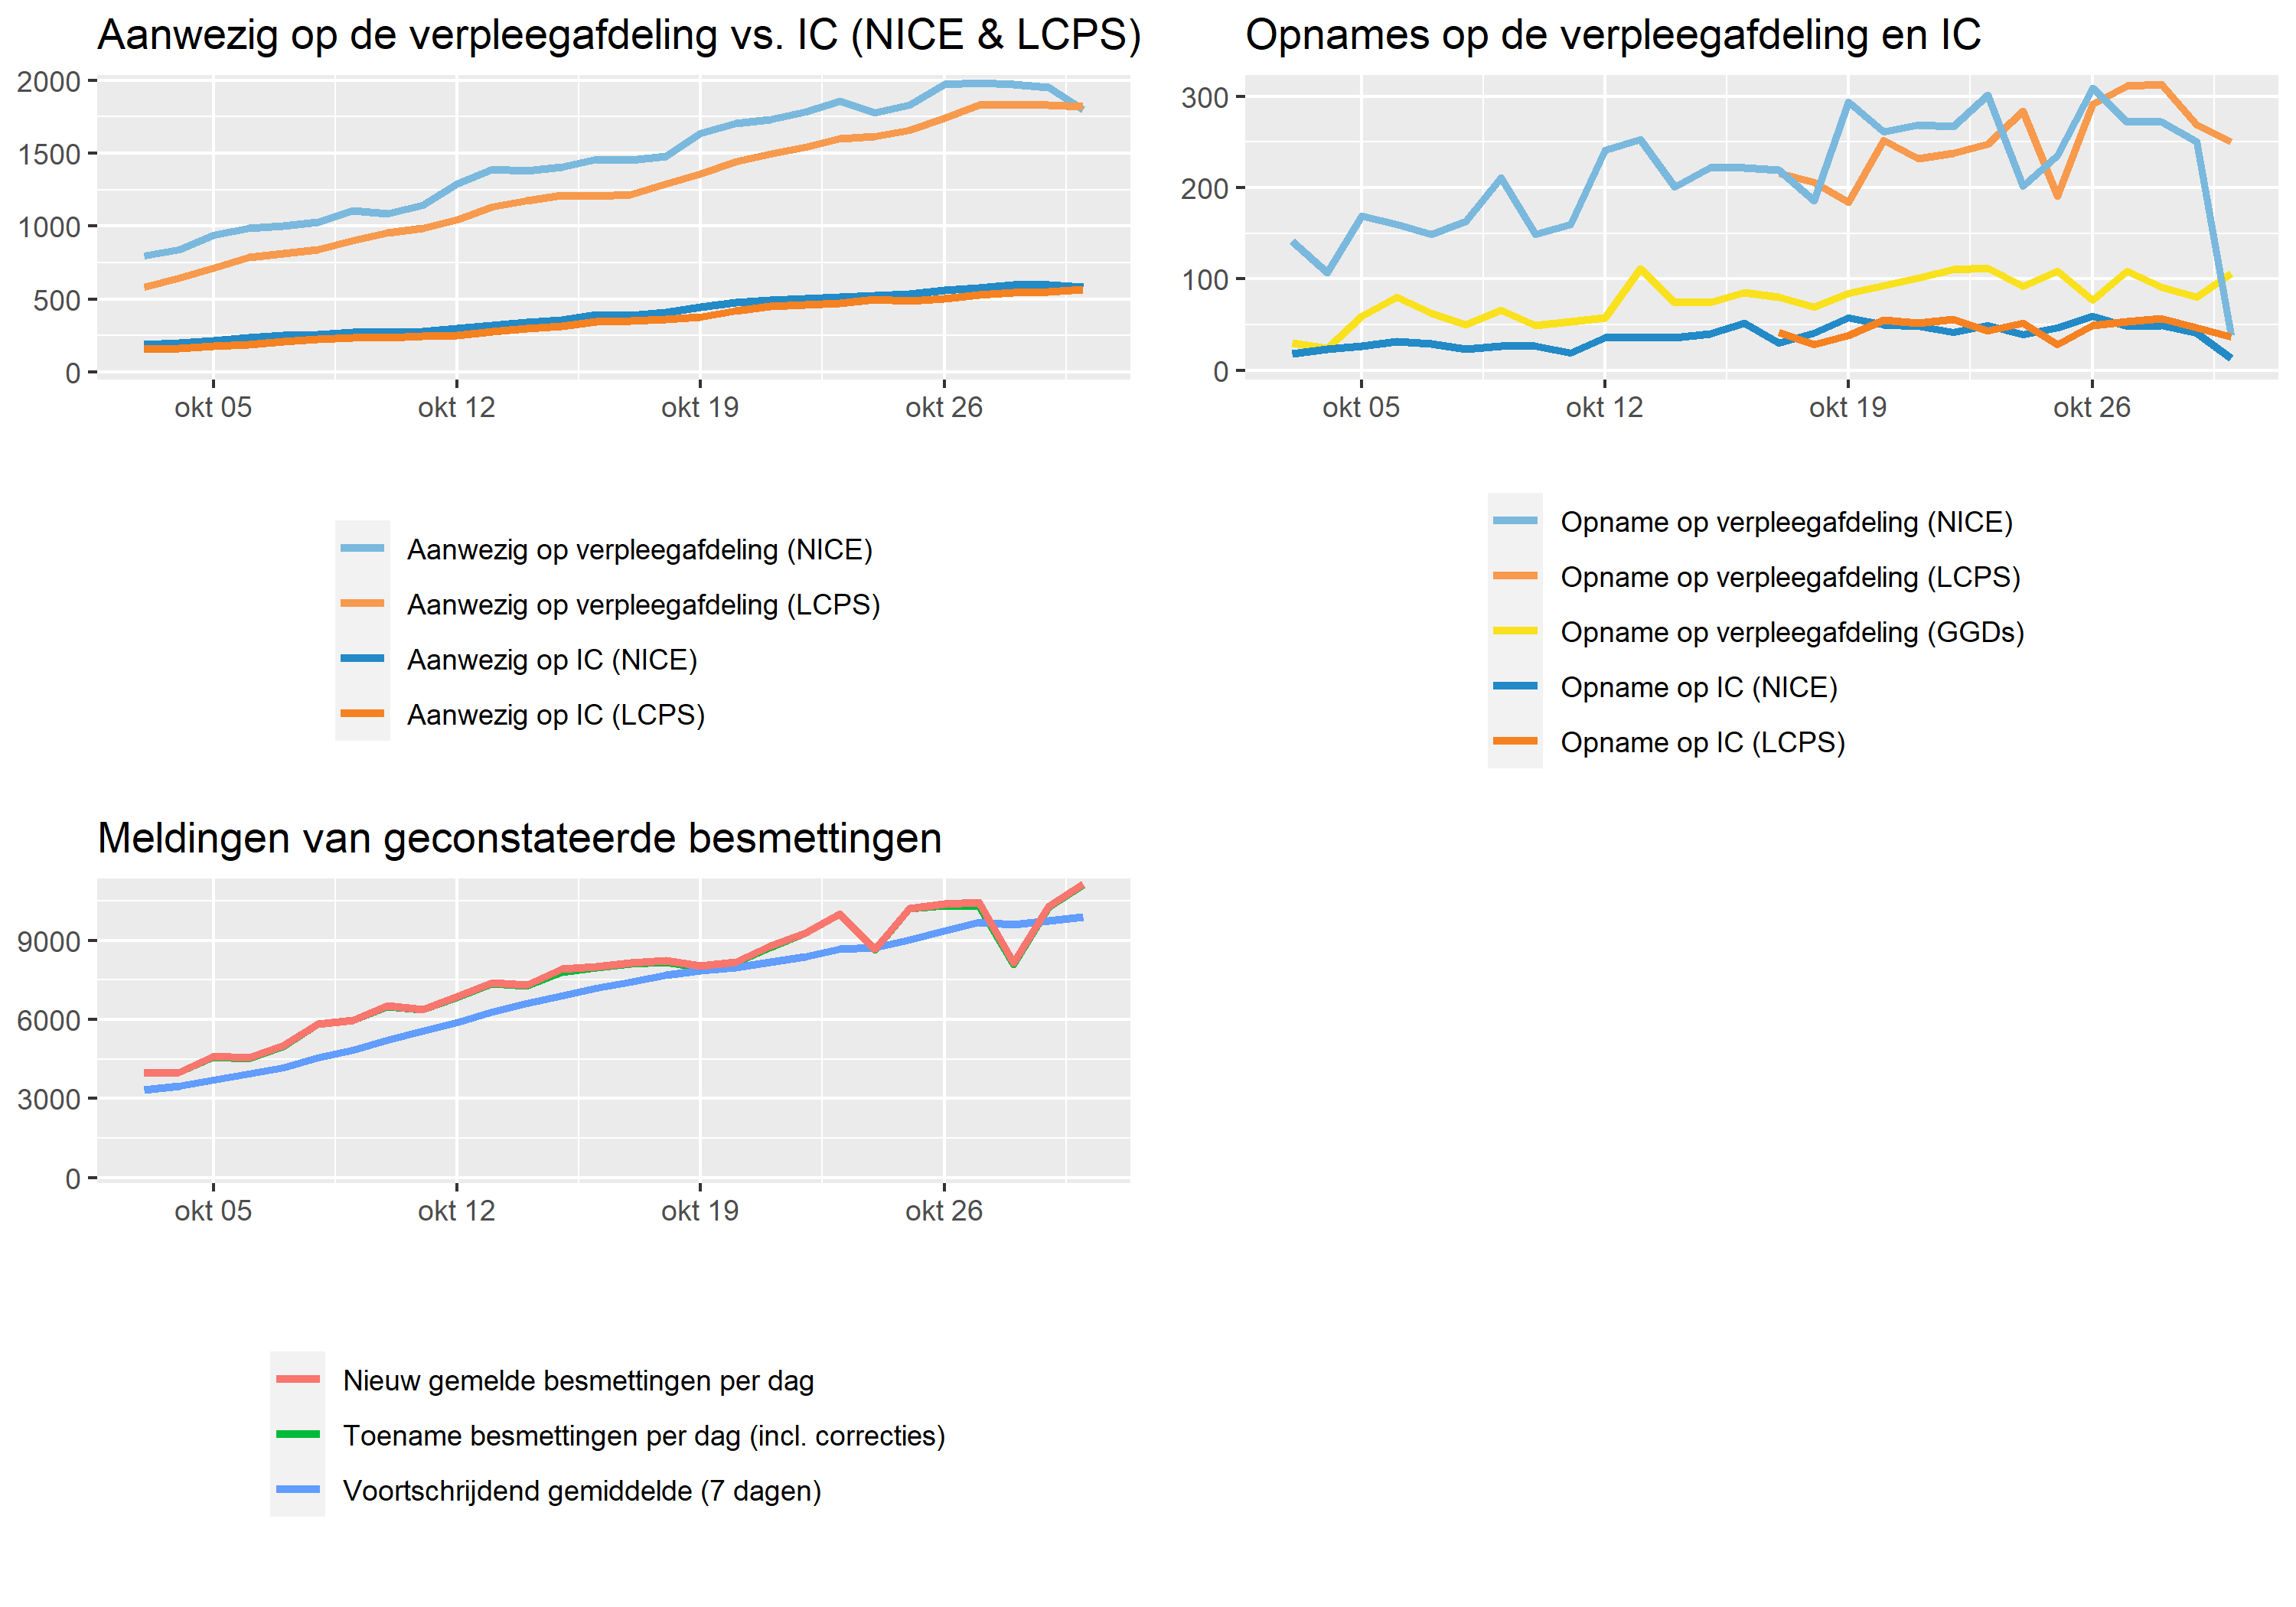 Aanwezig op de verpleegafdeling vs. IC (NICE & LCPS)
2000
1500
1000
500
0
okt 05 okt 12 okt 19 okt 26
Aanwezig op verpleegafdeling (NICE)
Aanwezig op verpleegafdeling (LCPS)
Aanwezig op IC (NICE)
Aanwezig op IC (LCPS)
Opnames op de verpleegafdeling en IC
300
200
100
0
okt 05 okt 12 okt 19 okt 26
Opname op verpleegafdeling (NICE)
Opname op verpleegafdeling (LCPS)
Opname op verpleegafdeling (GGDs)
Opname op IC (NICE)
Opname op IC (LCPS)
Meldingen van geconstateerde besmettingen
9000
6000
3000
0
okt 05 okt 12 okt 19 okt 26
Nieuw gemelde besmettingen per dag
Toename besmettingen per dag (incl. correcties)
Voortschrijdend gemiddelde (7 dagen)